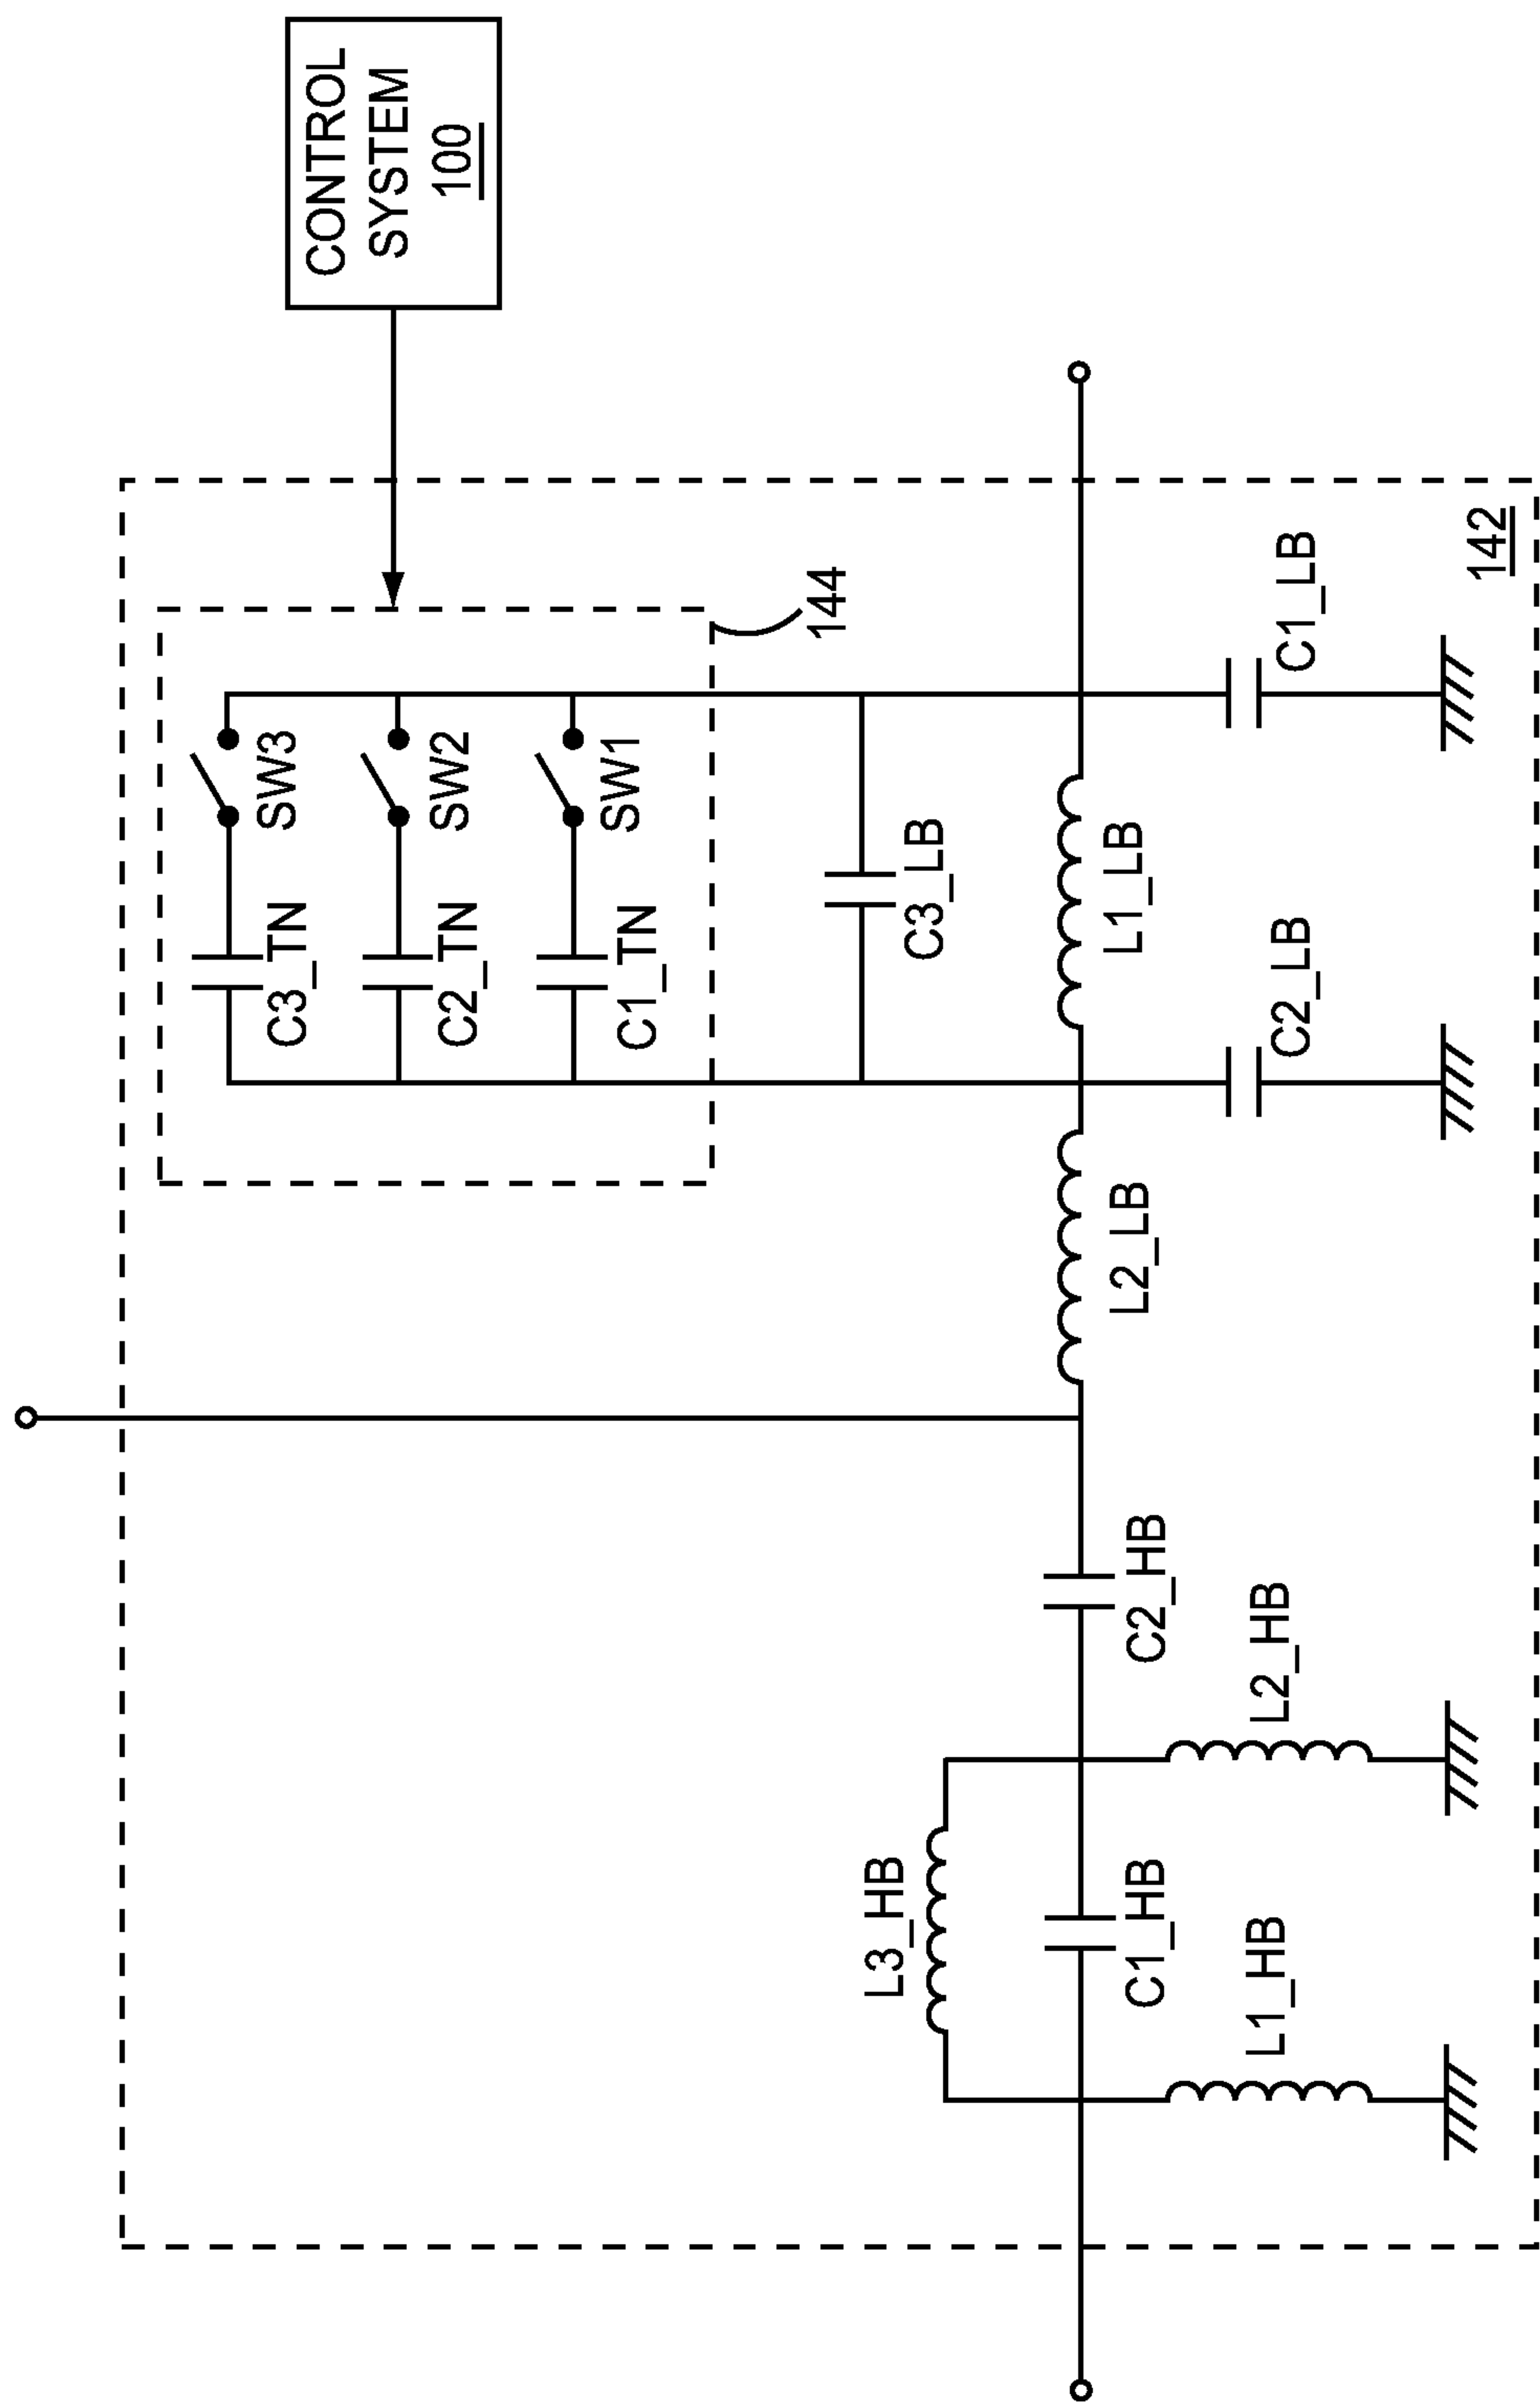 CONTROL
SYSTEM
100
SW3
C3_TN
SW2
C2_TN
SW1
C1_TN
144
C3_LB
L1_LB
L2_LB
C1_LB
C2_LB
142
C2_HB
L2_HB
L3_HB
C1_HB
L1_HB